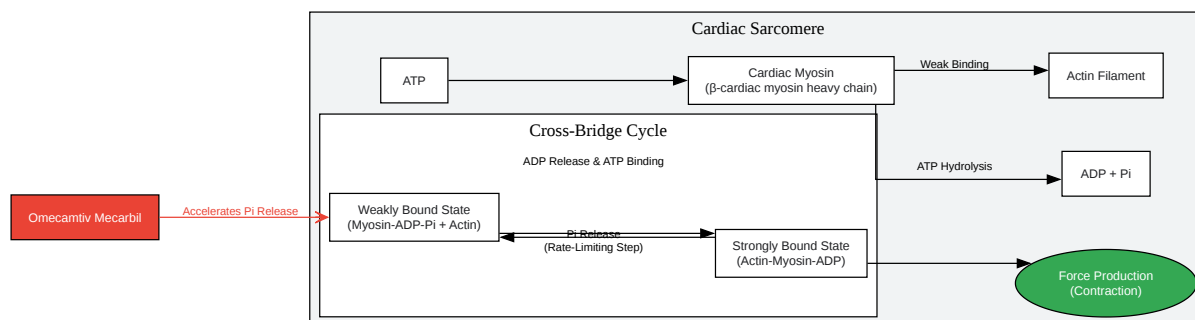 Cardiac Sarcomere
ATP
Cardiac Myosin
(β-cardiac myosin heavy chain)
Weak Binding
Actin Filament
Cross-Bridge Cycle
ADP Release & ATP Binding
ATP Hydrolysis
ADP + Pi
Omecamtiv Mecarbil
Accelerates Pi Release
Weakly Bound State
(Myosin-ADP-Pi + Actin)
Pi Release
(Rate-Limiting Step)
Strongly Bound State
(Actin-Myosin-ADP)
Force Production
(Contraction)